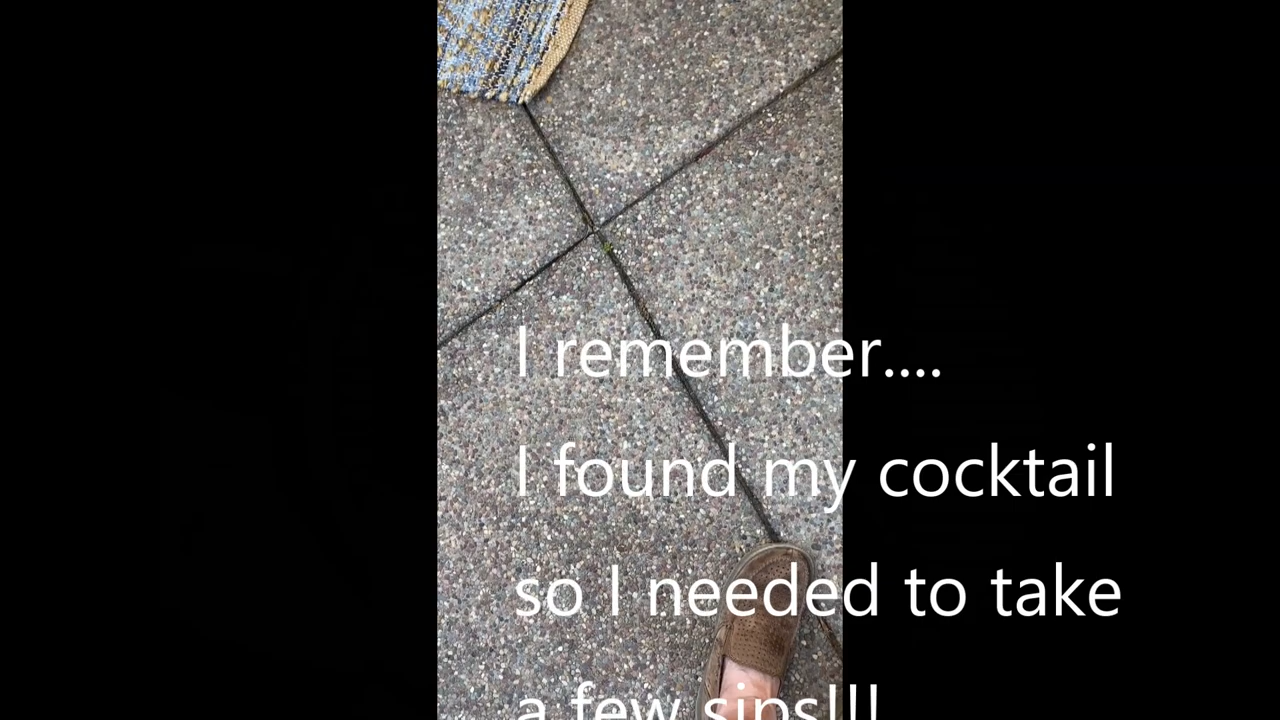 I remember....
I found my cocktail
so I needed to take
a few sips!!!